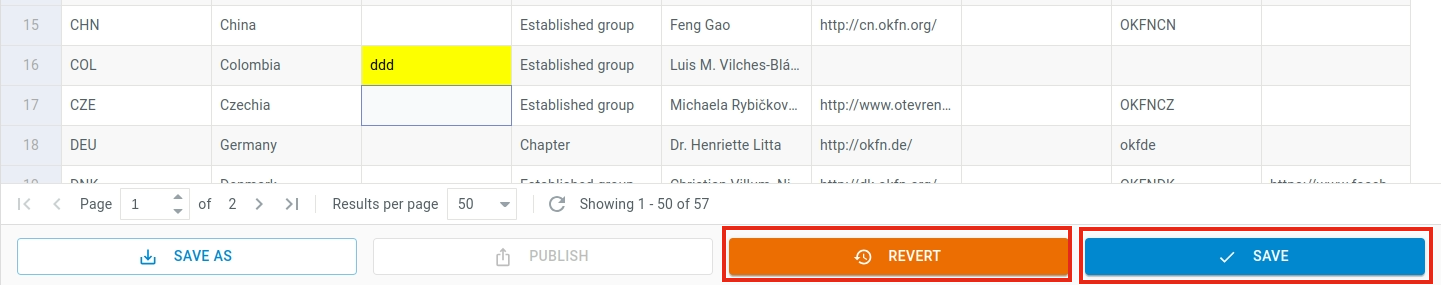 15 CHN China Established group Feng Gao http://cn.okfn.org/ OKFNCN
16 COL Colombia ddd Established group Luis M. Vilches-Blá...
17 CZE Czechia Established group Michaela Rybičkov... http://www.otevren... OKFNCZ
18 DEU Germany Chapter Dr. Henriette Litta http://okfn.de/ okfde
19 DNK Denmark Established group Christian Villum, Ni... http://dk.okfn.org/ OKFNDK https://www.faceb...
Page 1 of 2 Results per page 50 Showing 1 - 50 of 57
SAVE AS PUBLISH REVERT SAVE